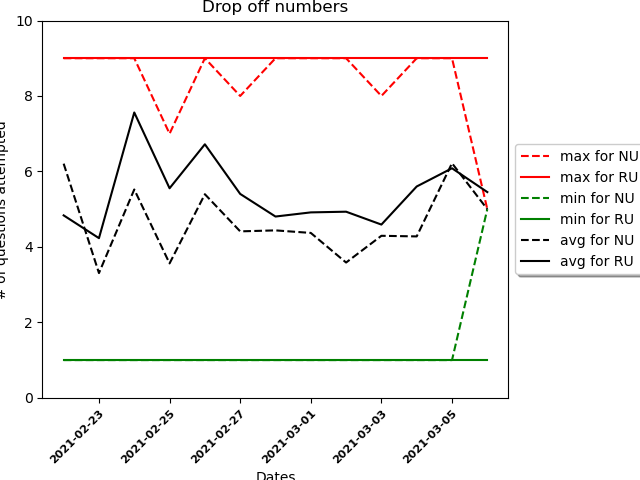 Drop off numbers
10
8
6
4
2
0
# of questions attempted
2021-02-23
2021-02-25
2021-02-27
2021-03-01
2021-03-03
2021-03-05
Dates
max for NU
max for RU
min for NU
min for RU
avg for NU
avg for RU